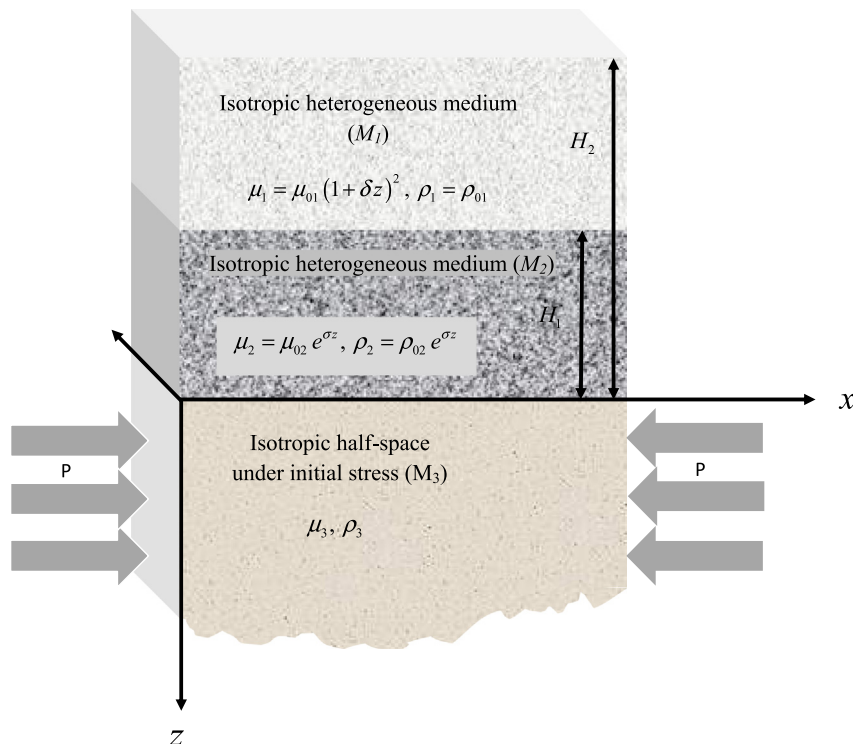 Isotropic heterogeneous medium
(M₁)
H₂
μ₁ = μ₀₁ (1 + δz)², ρ₁ = ρ₀₁
Isotropic heterogeneous medium (M₂)
H₁
μ₂ = μ₀₂ e^{σz}, ρ₂ = ρ₀₂ e^{σz}
x
Isotropic half-space
under initial stress (M₃)
P
P
μ₃, ρ₃
z